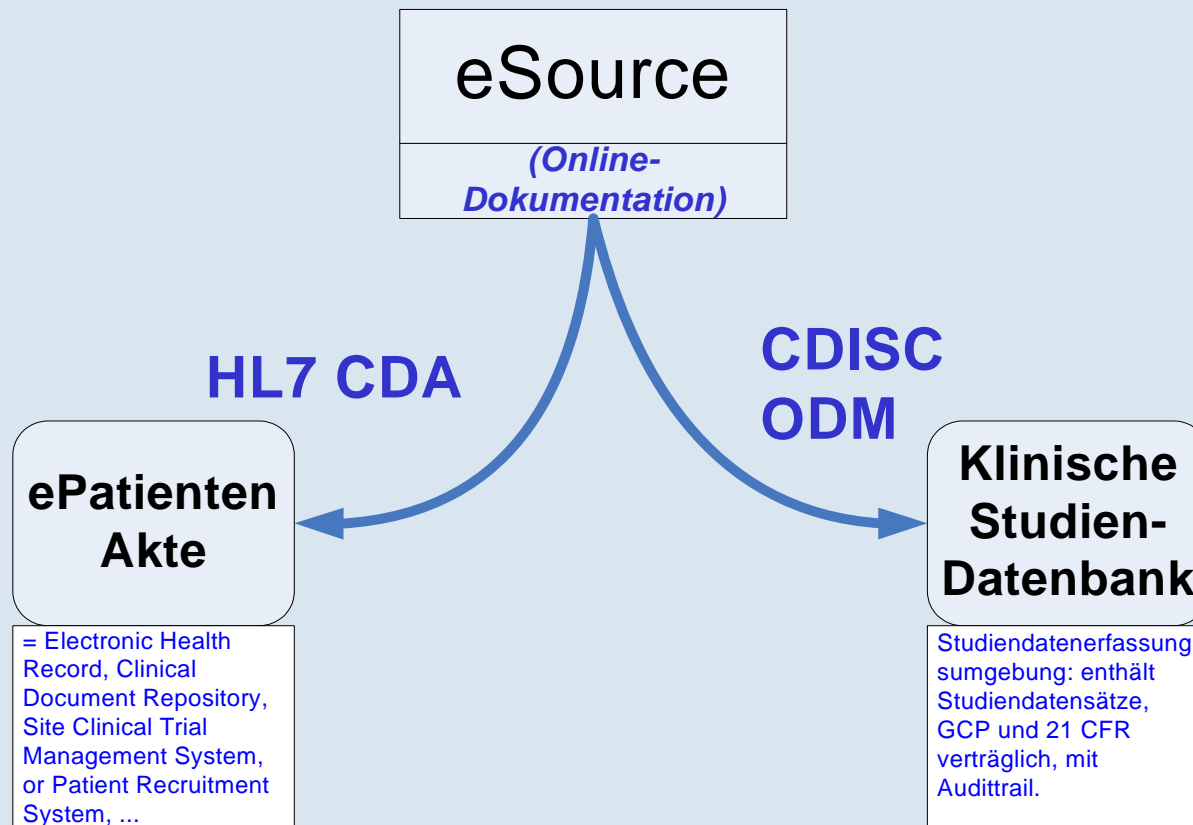 eSource
(Online-
Dokumentation)
HL7 CDA
CDISC
ODM
ePatienten
Akte
= Electronic Health
Record, Clinical
Document Repository,
Site Clinical Trial
Management System,
or Patient Recruitment
System, ...
Klinische
Studien-
Datenbank
Studiendatenerfassung
sumgebung: enthält
Studiendatensätze,
GCP und 21 CFR
verträglich, mit
Audittrail.